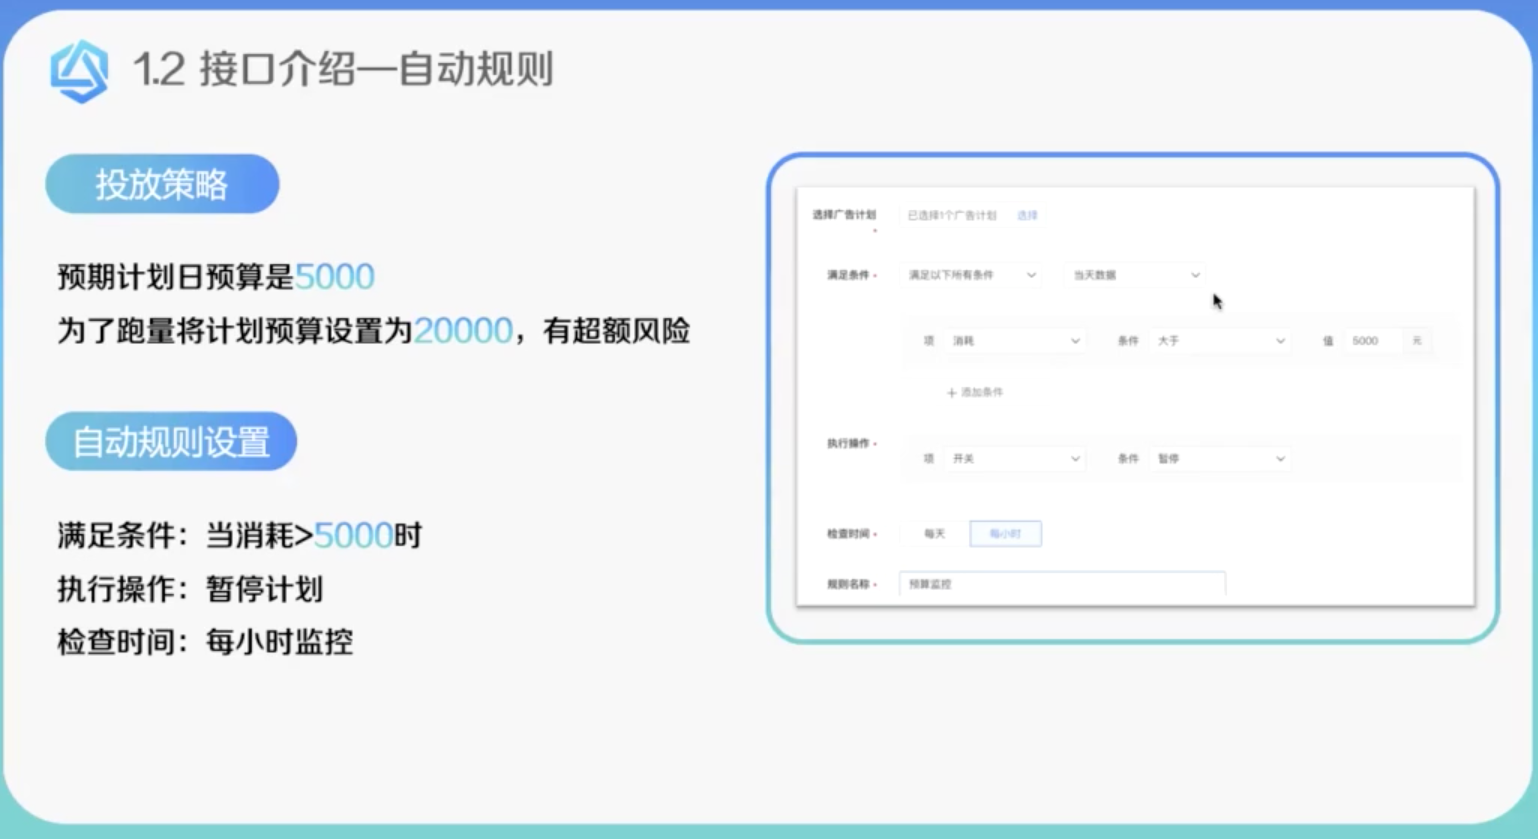 1.2 接口介绍—自动规则
投放策略
预期计划日预算是5000
为了跑量将计划预算设置为20000，有超额风险
自动规则设置
满足条件：当消耗>5000时
执行操作：暂停计划
检查时间：每小时监控
选择广告计划 已选择1个广告计划 选择
满足条件 满足以下所有条件 当天数据
项 消耗 条件 大于 值 5000 元
+ 添加条件
执行操作
项 开关 条件 暂停
检查时间 每天 每小时
规则名称 预算监控